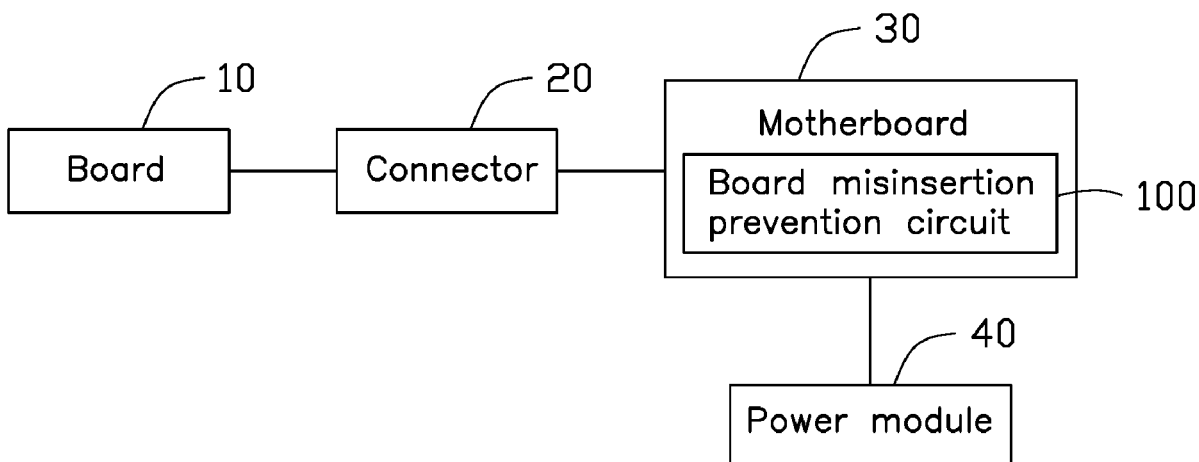 30
10
20
Motherboard
Board
Connector
Board misinsertion
prevention circuit
100
40
Power module